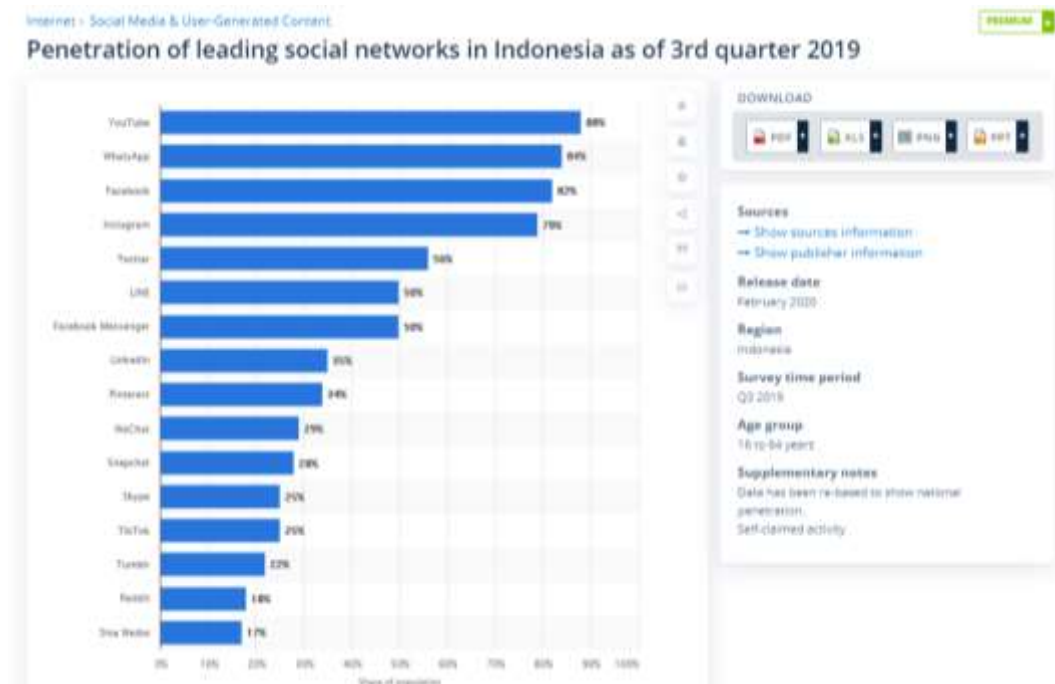 Internet › Social Media & User-Generated Content
PREMIUM
Penetration of leading social networks in Indonesia as of 3rd quarter 2019
YouTube 88%
WhatsApp 84%
Facebook 82%
Instagram 79%
Twitter 56%
LINE 50%
Facebook Messenger 50%
LinkedIn 35%
Pinterest 34%
WeChat 29%
Snapchat 28%
Skype 25%
TikTok 25%
Tumblr 22%
Reddit 18%
Sina Weibo 17%
0% 10% 20% 30% 40% 50% 60% 70% 80% 90% 100%
Share of population
DOWNLOAD
PDF XLS PNG PPT
Sources
→ Show sources information
→ Show publisher information
Release date
February 2020
Region
Indonesia
Survey time period
Q3 2019
Age group
16 to 64 years
Supplementary notes
Data has been re-based to show national
penetration.
Self-claimed activity